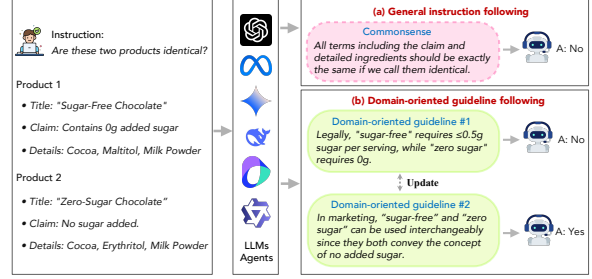 Instruction:
Are these two products identical?
Product 1
• Title: "Sugar-Free Chocolate"
• Claim: Contains 0g added sugar
• Details: Cocoa, Maltitol, Milk Powder
Product 2
• Title: "Zero-Sugar Chocolate"
• Claim: No sugar added.
• Details: Cocoa, Erythritol, Milk Powder
LLMs
Agents
(a) General instruction following
Commonsense
All terms including the claim and
detailed ingredients should be exactly
the same if we call them identical.
A: No
(b) Domain-oriented guideline following
Domain-oriented guideline #1
Legally, "sugar-free" requires ≤0.5g
sugar per serving, while "zero sugar"
requires 0g.
A: No
Update
Domain-oriented guideline #2
In marketing, "sugar-free" and "zero
sugar" can be used interchangeably
since they both convey the concept
of no added sugar.
A: Yes